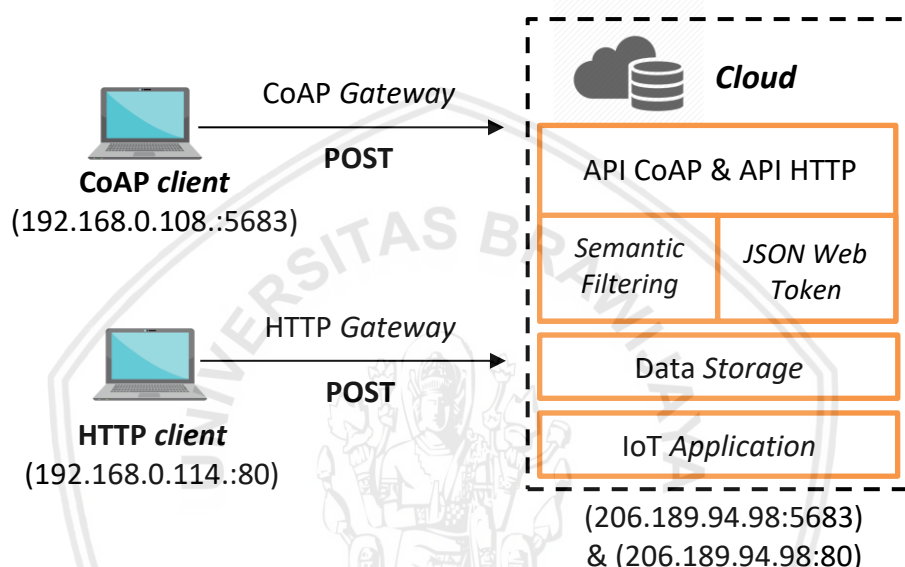 Cloud
CoAP Gateway
POST
CoAP client
(192.168.0.108.:5683)
API CoAP & API HTTP
Semantic
Filtering
JSON Web
Token
HTTP Gateway
POST
HTTP client
(192.168.0.114.:80)
Data Storage
IoT Application
(206.189.94.98:5683)
& (206.189.94.98:80)
UNIVERSITAS BRAWIJAYA